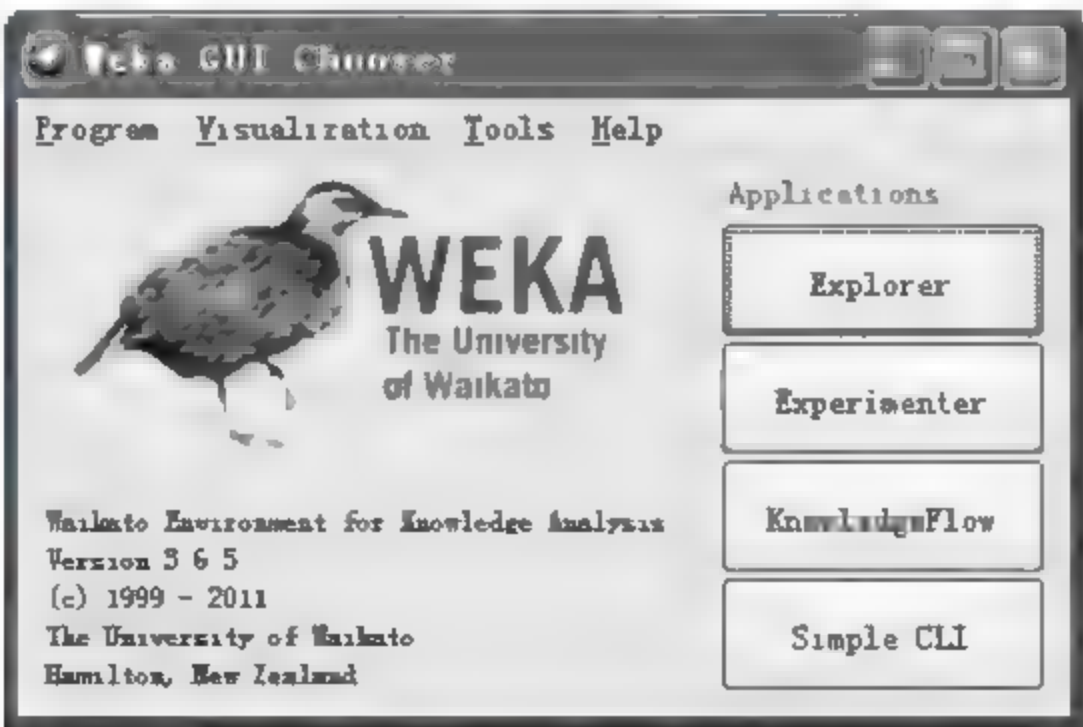 Weka GUI Chooser
Program Visualization Tools Help
WEKA
The University
of Waikato
Applications
Explorer
Experimenter
KnowledgeFlow
Simple CLI
Waikato Environment for Knowledge Analysis
Version 3 6 5
(c) 1999 - 2011
The University of Waikato
Hamilton, New Zealand